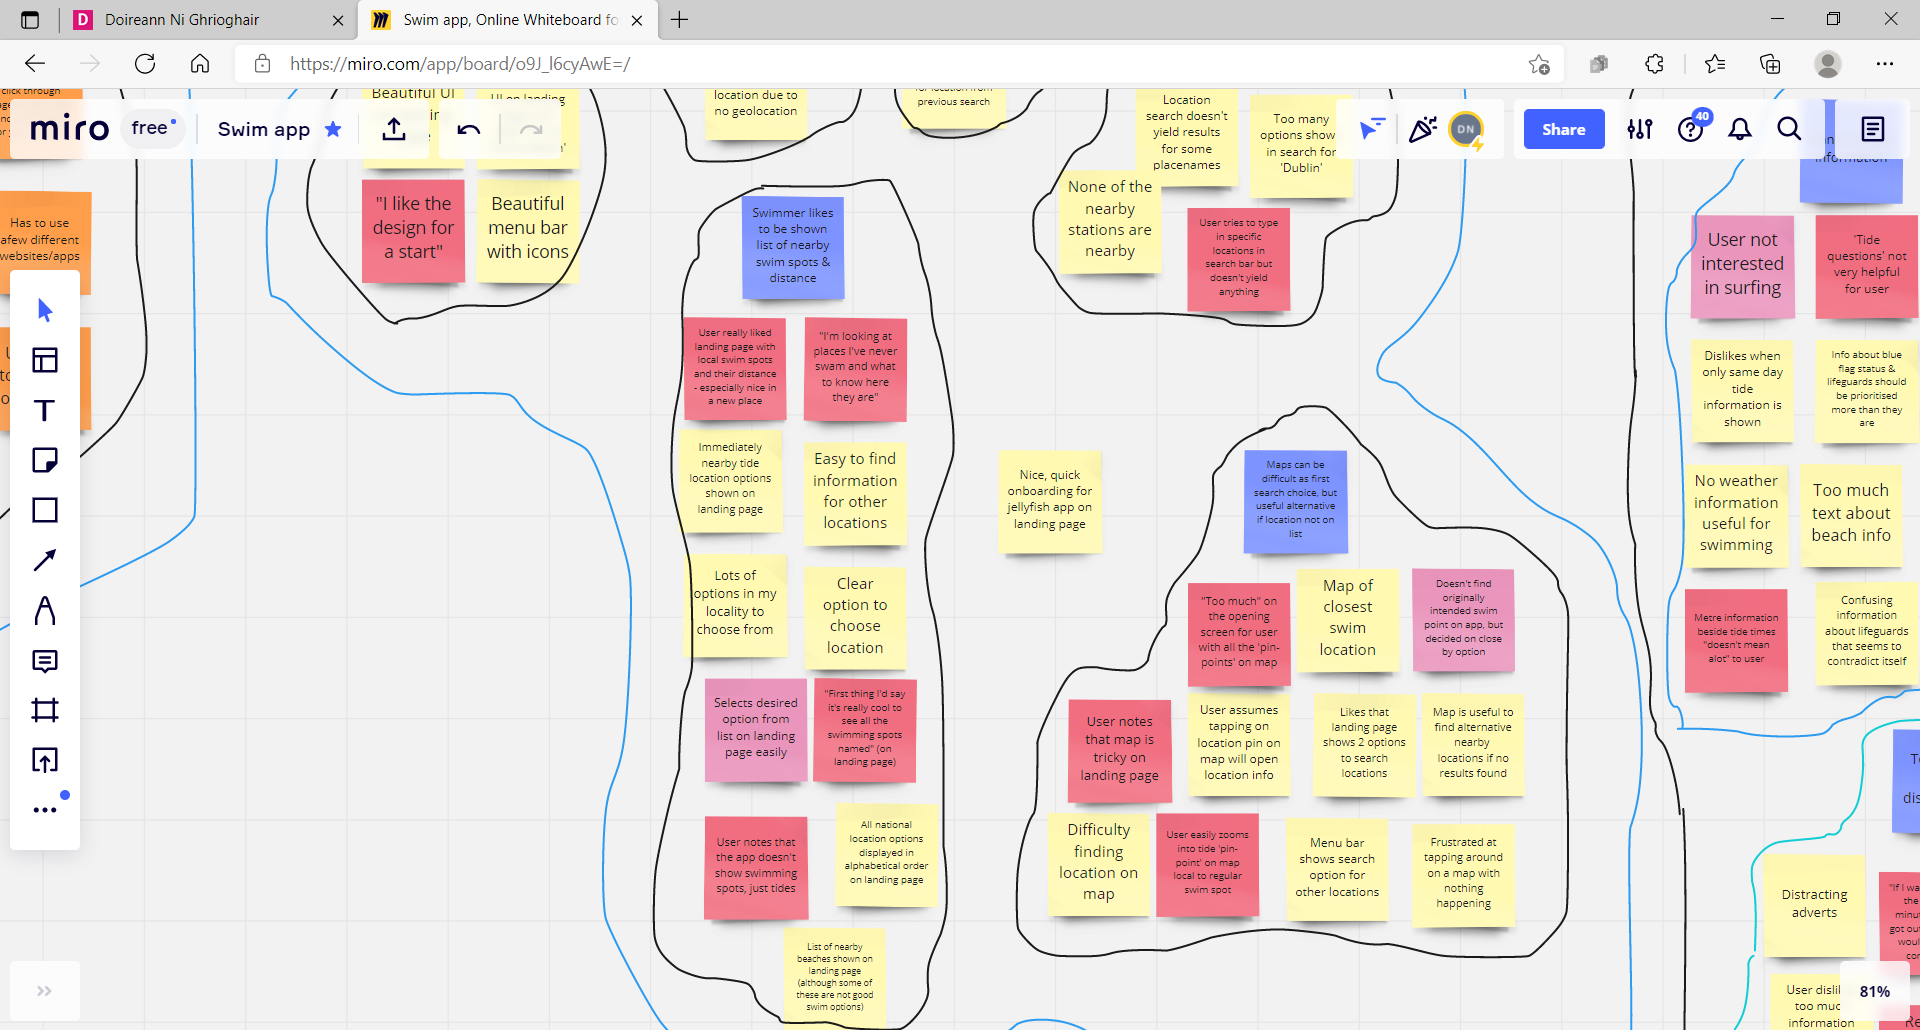 Doireann Ni Ghrioghair
Swim app, Online Whiteboard fo
https://miro.com/app/board/o9J_l6cyAwE=/
miro
free
Swim app
Share
40
DN
click through
Beautiful UI
UI on landing
location due to
no geolocation
previous search
Location
search doesn't
yield results
for some
placenames
Too many
options show
in search for
'Dublin'
None of the
nearby
stations are
nearby
User tries to type
in specific
locations in
search bar but
doesn't yield
anything
Has to use
afew different
websites/apps
"I like the
design for
a start"
Beautiful
menu bar
with icons
Swimmer likes
to be shown
list of nearby
swim spots &
distance
User really liked
landing page with
local swim spots
and their distance
- especially nice in
a new place
"I'm looking at
places I've never
swam and what
to know here
they are"
Immediately
nearby tide
location options
shown on
landing page
Easy to find
information
for other
locations
Lots of
options in my
locality to
choose from
Clear
option to
choose
location
Selects desired
option from
list on landing
page easily
"First thing I'd say
it's really cool to
see all the
swimming spots
named" (on
landing page)
User notes that
the app doesn't
show swimming
spots, just tides
All national
location options
displayed in
alphabetical order
on landing page
List of nearby
beaches shown on
landing page
(although some of
these are not good
swim options)
Nice, quick
onboarding for
jellyfish app on
landing page
Maps can be
difficult as first
search choice, but
useful alternative
if location not on
list
"Too much" on
the opening
screen for user
with all the 'pin-
points' on map
Map of
closest
swim
location
Doesn't find
originally
intended swim
point on app, but
decided on close
by option
User notes
that map is
tricky on
landing page
User assumes
tapping on
location pin on
map will open
location info
Likes that
landing page
shows 2 options
to search
locations
Map is useful to
find alternative
nearby
locations if no
results found
Difficulty
finding
location on
map
User easily zooms
into tide 'pin-
point' on map
local to regular
swim spot
Menu bar
shows search
option for
other locations
Frustrated at
tapping around
on a map with
nothing
happening
information
User not
interested
in surfing
'Tide
questions' not
very helpful
for user
Dislikes when
only same day
tide
information is
shown
Info about blue
flag status &
lifeguards should
be prioritised
more than they
are
No weather
information
useful for
swimming
Too much
text about
beach info
Metre information
beside tide times
"doesn't mean
alot" to user
Confusing
information
about lifeguards
that seems to
contradict itself
dis
Distracting
adverts
"If I wa
the
minut
got ou
woul
con
User dislik
too muc
information
Re
81%